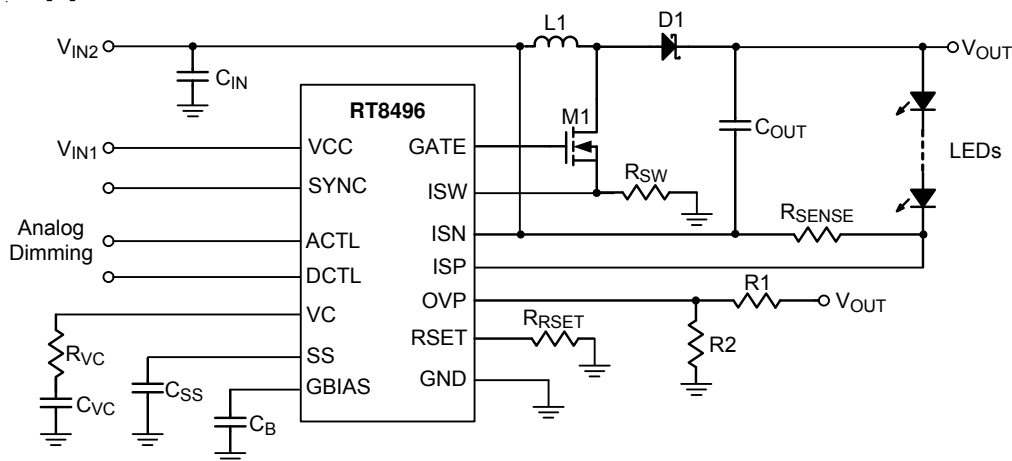 L1
D1
VIN2
VOUT
CIN
RT8496
M1
COUT
LEDs
VIN1
VCC
GATE
SYNC
ISW
RSW
Analog
Dimming
ACTL
ISN
RSENSE
DCTL
ISP
VC
OVP
R1
VOUT
RVC
SS
RSET
RRSET
R2
CVC
CSS
GBIAS
GND
CB